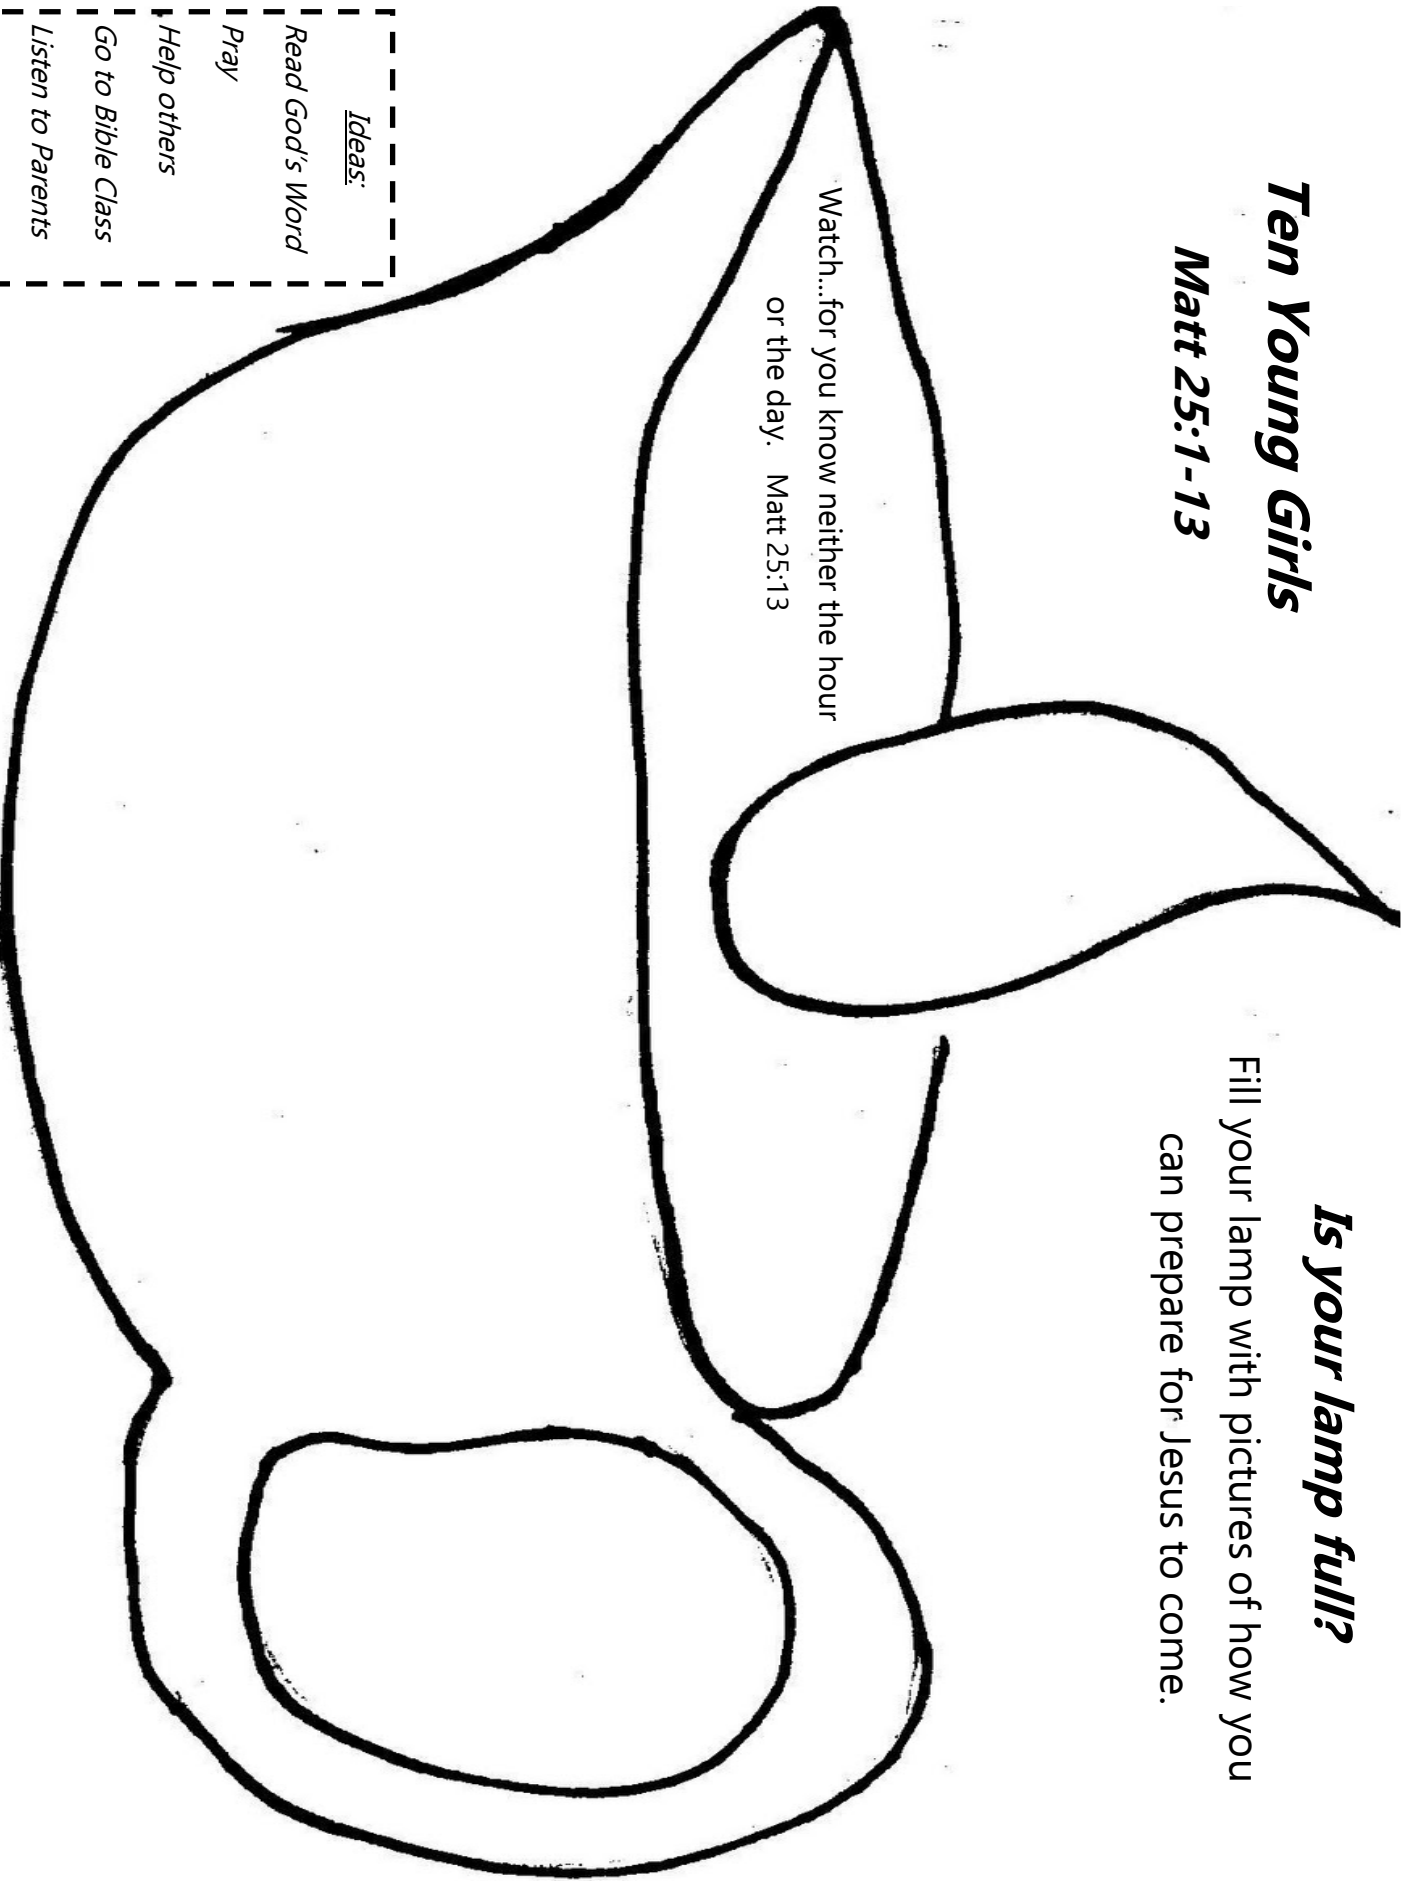 Ten Young Girls
Matt 25:1-13
Is your lamp full?
Fill your lamp with pictures of how you
can prepare for Jesus to come.
Watch...for you know neither the hour
or the day. Matt 25:13
Ideas:
Read God's Word
Pray
Help others
Go to Bible Class
Listen to Parents